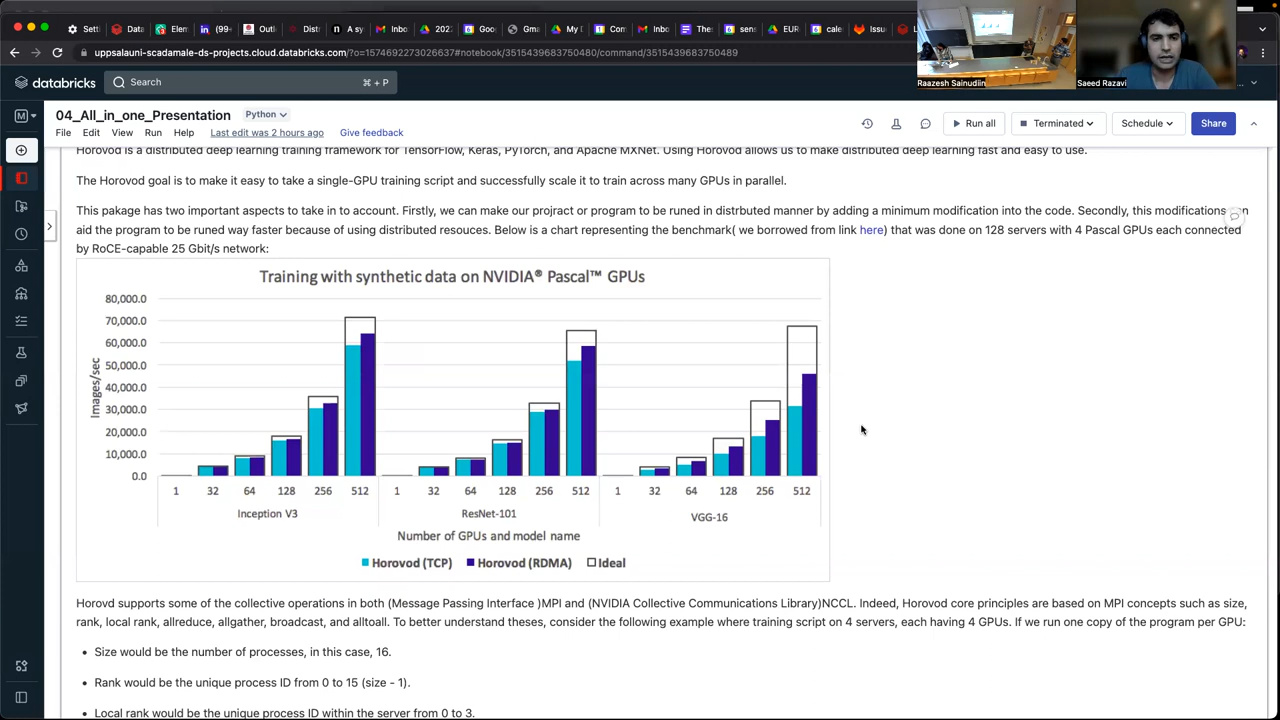 Setti
Data
Elem
(99+
Out
A sy
Inbo
202
Goo
Gma
My I
Thes
EUR
cale
Issu
uppsalauni-scadamale-ds-projects.cloud.databricks.com/?o=1574692273026637#notebook/3515439683750480/command/3515439683750489
Raazesh Sainudiin
Saeed Razavi
databricks
Search
⌘ + P
M
04_All_in_one_Presentation
Python
File Edit View Run Help Last edit was 2 hours ago Give feedback
Run all
Terminated
Schedule
Share
Horovod is a distributed deep learning training framework for TensorFlow, Keras, PyTorch, and Apache MXNet. Using Horovod allows us to make distributed deep learning fast and easy to use.
The Horovod goal is to make it easy to take a single-GPU training script and successfully scale it to train across many GPUs in parallel.
This pakage has two important aspects to take in to account. Firstly, we can make our projract or program to be runed in distrbuted manner by adding a minimum modification into the code. Secondly, this modifications
aid the program to be runed way faster because of using distributed resouces. Below is a chart representing the benchmark( we borrowed from link here) that was done on 128 servers with 4 Pascal GPUs each connected
by RoCE-capable 25 Gbit/s network:
Training with synthetic data on NVIDIA® Pascal™ GPUs
80,000.0
70,000.0
60,000.0
50,000.0
40,000.0
30,000.0
20,000.0
10,000.0
0.0
Images/sec
1 32 64 128 256 512 1 32 64 128 256 512 1 32 64 128 256 512
Inception V3 ResNet-101 VGG-16
Number of GPUs and model name
Horovod (TCP) Horovod (RDMA) Ideal
Horovd supports some of the collective operations in both (Message Passing Interface )MPI and (NVIDIA Collective Communications Library)NCCL. Indeed, Horovod core principles are based on MPI concepts such as size,
rank, local rank, allreduce, allgather, broadcast, and alltoall. To better understand theses, consider the following example where training script on 4 servers, each having 4 GPUs. If we run one copy of the program per GPU:
• Size would be the number of processes, in this case, 16.
• Rank would be the unique process ID from 0 to 15 (size - 1).
• Local rank would be the unique process ID within the server from 0 to 3.